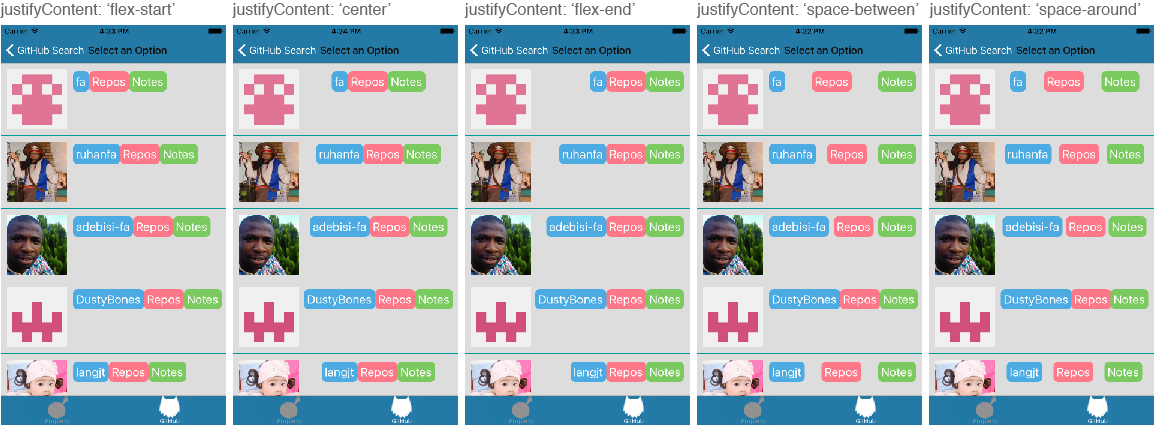 justifyContent: ‘flex-start’
Carrier 4:23 PM
GitHub Search Select an Option
fa Repos Notes
ruhanfa Repos Notes
adebisi-fa Repos Notes
DustyBones Repos Notes
langjt Repos Notes
Property GitHub
justifyContent: ‘center’
Carrier 4:24 PM
GitHub Search Select an Option
fa Repos Notes
ruhanfa Repos Notes
adebisi-fa Repos Notes
DustyBones Repos Notes
langjt Repos Notes
Property GitHub
justifyContent: ‘flex-end’
Carrier 4:23 PM
GitHub Search Select an Option
fa Repos Notes
ruhanfa Repos Notes
adebisi-fa Repos Notes
DustyBones Repos Notes
langjt Repos Notes
Property GitHub
justifyContent: ‘space-between’
Carrier 4:22 PM
GitHub Search Select an Option
fa Repos Notes
ruhanfa Repos Notes
adebisi-fa Repos Notes
DustyBones Repos Notes
langjt Repos Notes
Property GitHub
justifyContent: ‘space-around’
Carrier 4:22 PM
GitHub Search Select an Option
fa Repos Notes
ruhanfa Repos Notes
adebisi-fa Repos Notes
DustyBones Repos Notes
langjt Repos Notes
Property GitHub